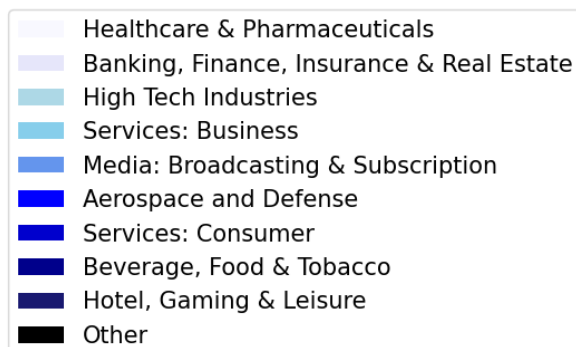 Healthcare & Pharmaceuticals
Banking, Finance, Insurance & Real Estate
High Tech Industries
Services: Business
Media: Broadcasting & Subscription
Aerospace and Defense
Services: Consumer
Beverage, Food & Tobacco
Hotel, Gaming & Leisure
Other